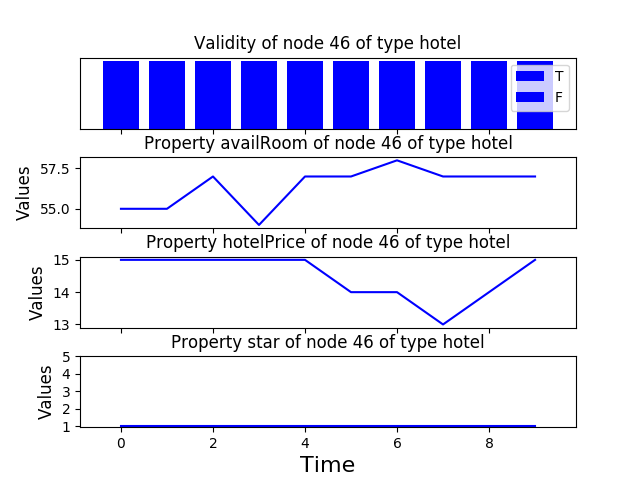 Validity of node 46 of type hotel
T
F
Property availRoom of node 46 of type hotel
57.5
55.0
Values
Property hotelPrice of node 46 of type hotel
15
14
13
Values
Property star of node 46 of type hotel
5
4
3
2
1
Values
0 2 4 6 8
Time